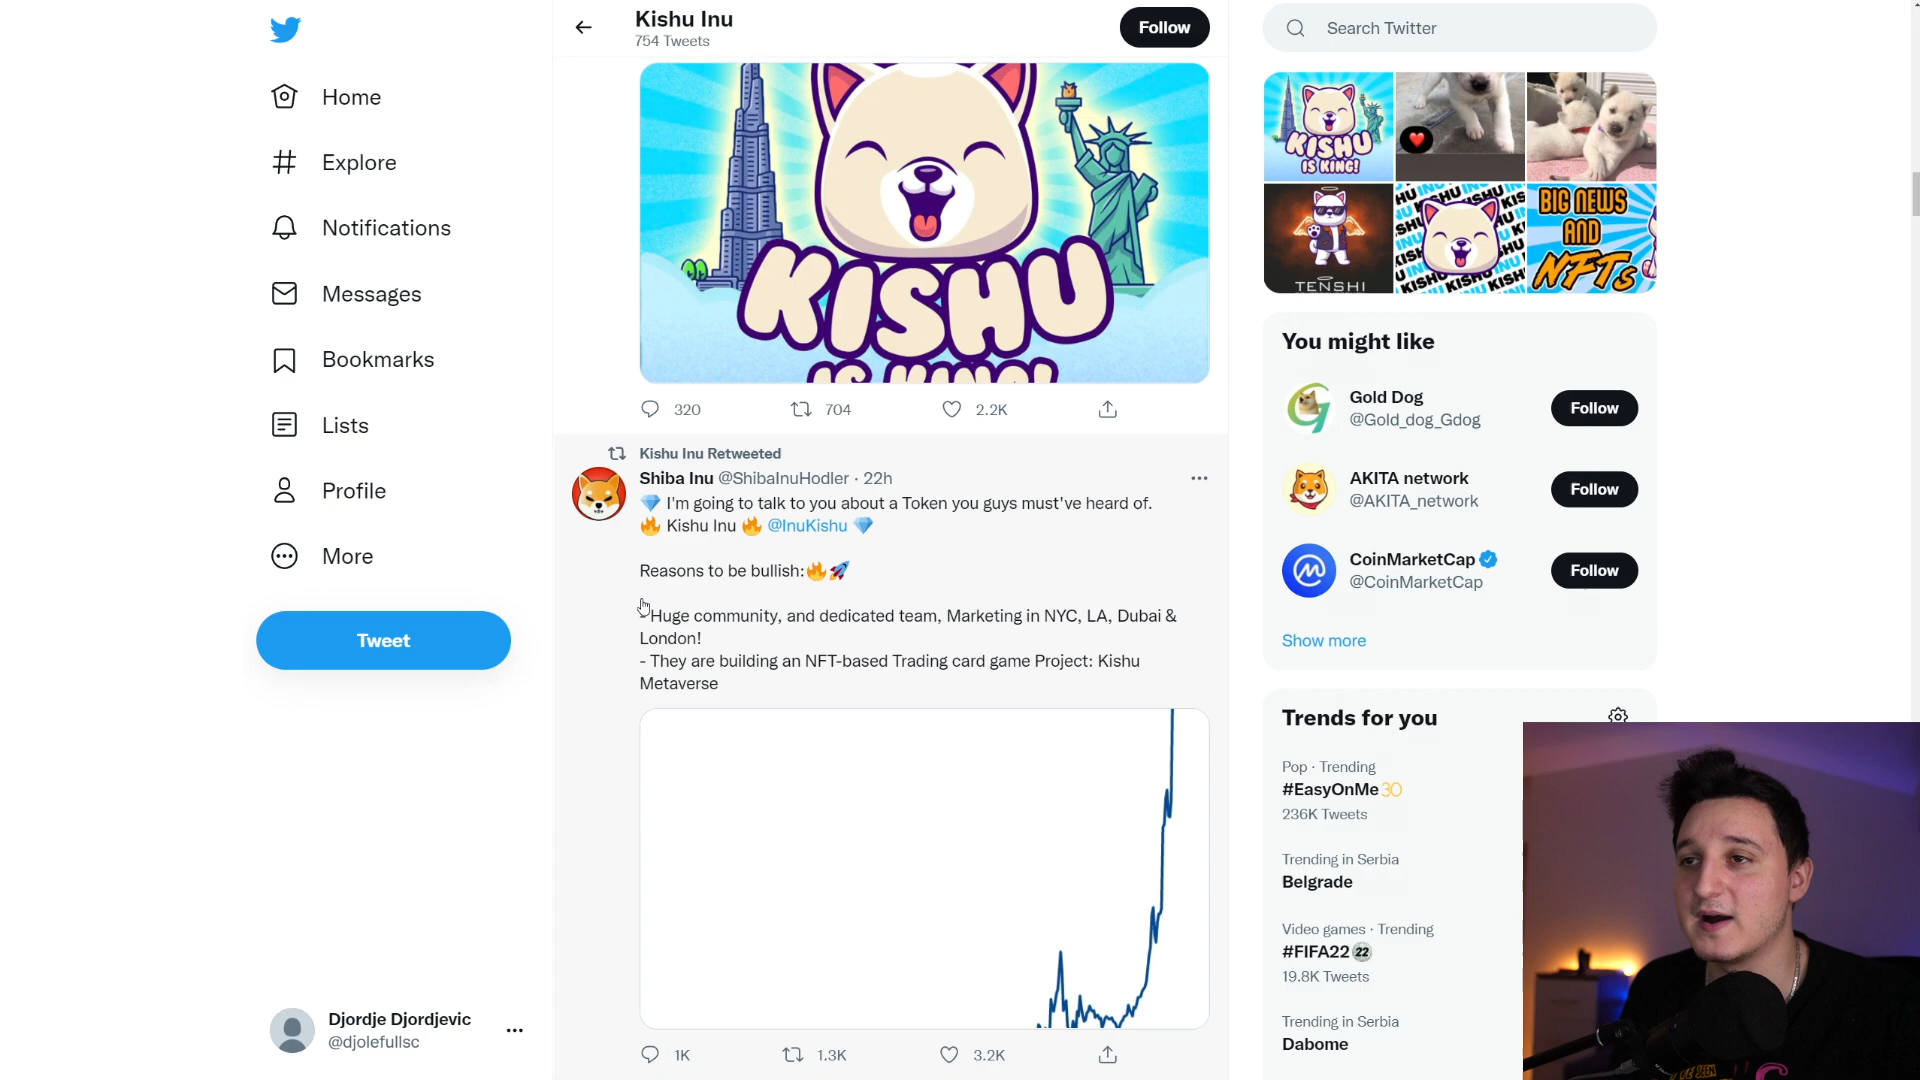 Home
Explore
Notifications
Messages
Bookmarks
Lists
Profile
More
Tweet
Djordje Djordjevic
@djolefullsc
Kishu Inu
754 Tweets
Follow
KISHU
IS KING!
320
704
2.2K
Kishu Inu Retweeted
Shiba Inu @ShibaInuHodler · 22h
💎 I'm going to talk to you about a Token you guys must've heard of.
🔥 Kishu Inu 🔥 @InuKishu 💎
Reasons to be bullish:🔥🚀
- Huge community, and dedicated team, Marketing in NYC, LA, Dubai &
London!
- They are building an NFT-based Trading card game Project: Kishu
Metaverse
1K
1.3K
3.2K
Search Twitter
KISHU
IS KING!
TENSHI
KISHU INU
BIG NEWS
AND
NFTs
You might like
Gold Dog
@Gold_dog_Gdog
Follow
AKITA network
@AKITA_network
Follow
CoinMarketCap
@CoinMarketCap
Follow
Show more
Trends for you
Pop · Trending
#EasyOnMe
236K Tweets
Trending in Serbia
Belgrade
Video games · Trending
#FIFA22
19.8K Tweets
Trending in Serbia
Dabome